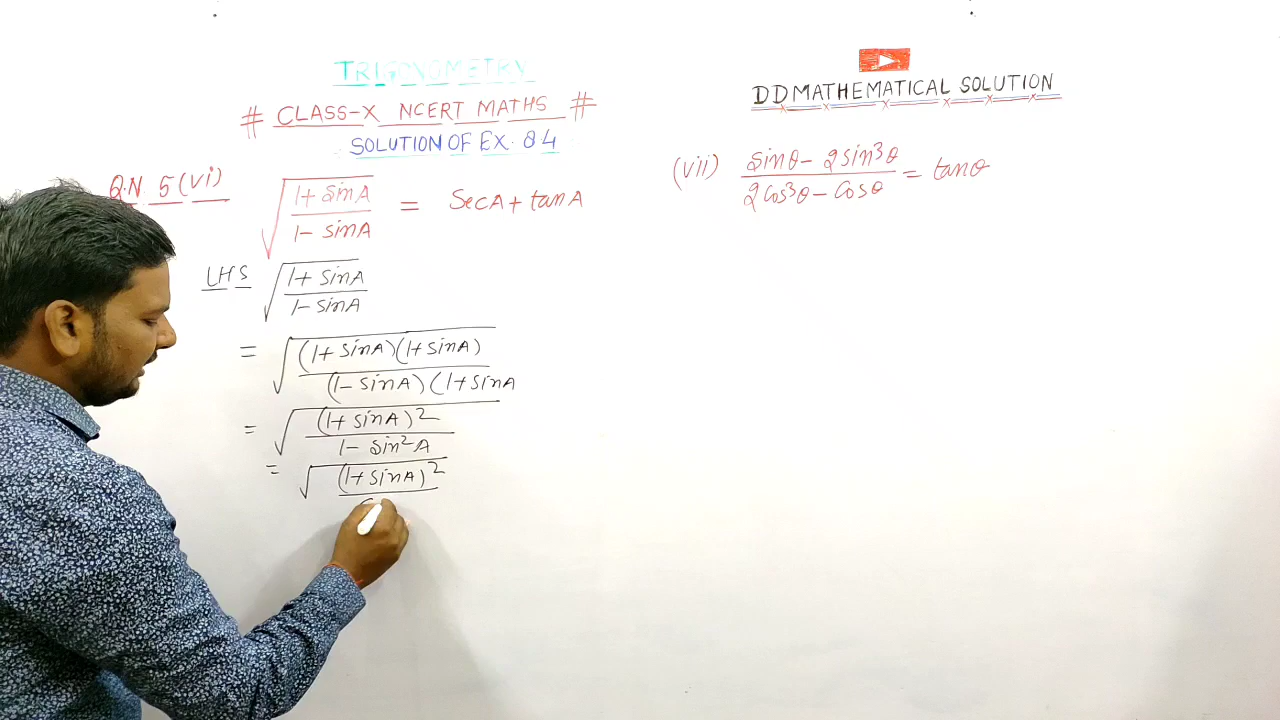 TRIGONOMETRY
# CLASS-X NCERT MATHS #
SOLUTION OF EX. 8.4
Q.N. 5(vi) √((1+sinA)/(1-sinA)) = SecA+tanA
LHS √((1+sinA)/(1-sinA))
= √((1+sinA)(1+sinA)/(1-sinA)(1+sinA
= √((1+sinA)²/(1-sin²A))
= √((1+sinA)²/
DD MATHEMATICAL SOLUTION
(vii) (sinθ-2sin³θ)/(2cos³θ-cosθ) = tanθ